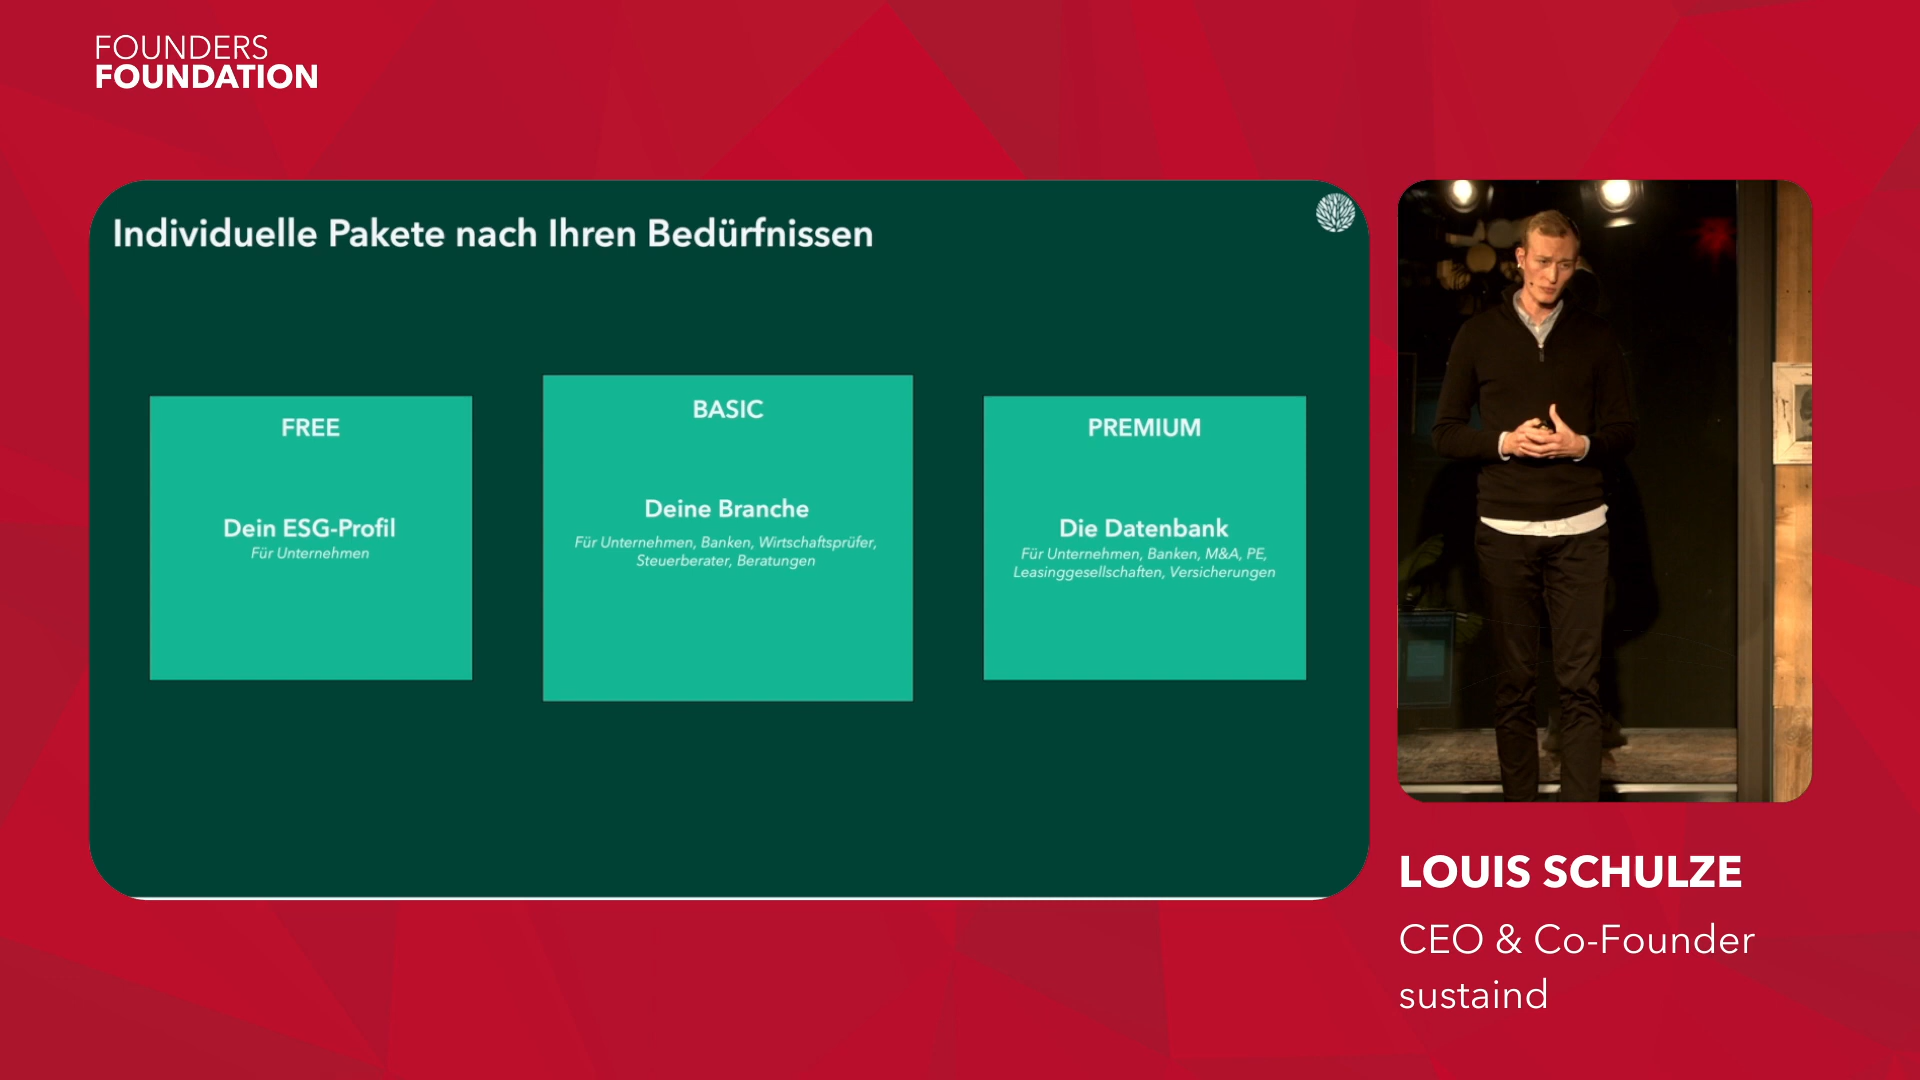 FOUNDERS
FOUNDATION
Individuelle Pakete nach Ihren Bedürfnissen
FREE
Dein ESG-Profil
Für Unternehmen
BASIC
Deine Branche
Für Unternehmen, Banken, Wirtschaftsprüfer,
Steuerberater, Beratungen
PREMIUM
Die Datenbank
Für Unternehmen, Banken, M&A, PE,
Leasinggesellschaften, Versicherungen
LOUIS SCHULZE
CEO & Co-Founder
sustaind